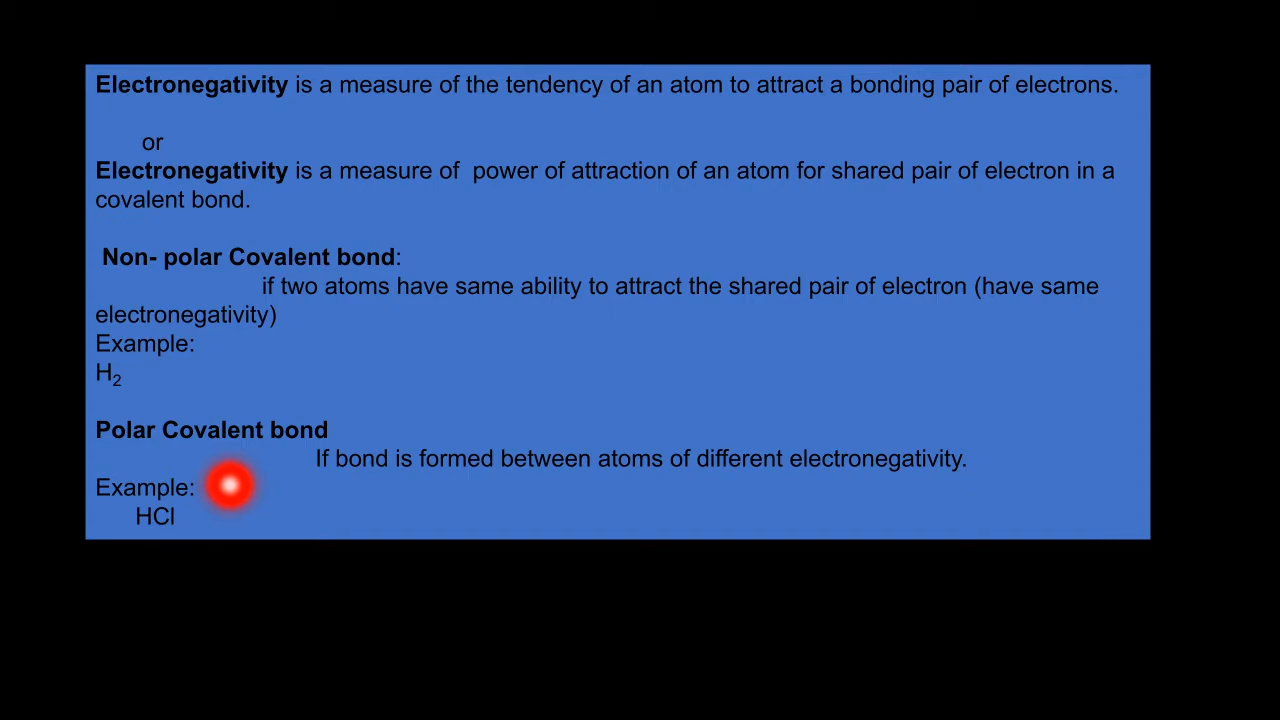 Electronegativity is a measure of the tendency of an atom to attract a bonding pair of electrons.
or
Electronegativity is a measure of  power of attraction of an atom for shared pair of electron in a
covalent bond.
Non- polar Covalent bond:
if two atoms have same ability to attract the shared pair of electron (have same
electronegativity)
Example:
H₂
Polar Covalent bond
If bond is formed between atoms of different electronegativity.
Example:
HCl